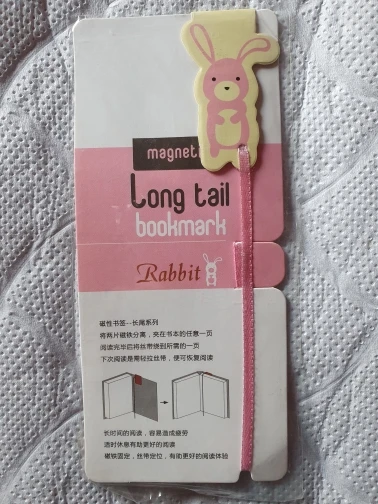 magnet
Long tail
bookmark
Rabbit
磁性书签--长尾系列
将两片磁铁分离，夹在书本的任意一页
阅读完毕后将丝带拨到所需的一页
下次阅读是需轻拉丝带，便可恢复阅读
长时间的阅读，容易造成疲劳
适时休息有助更好的阅读
磁铁固定，丝带定位，有助更好的阅读体验